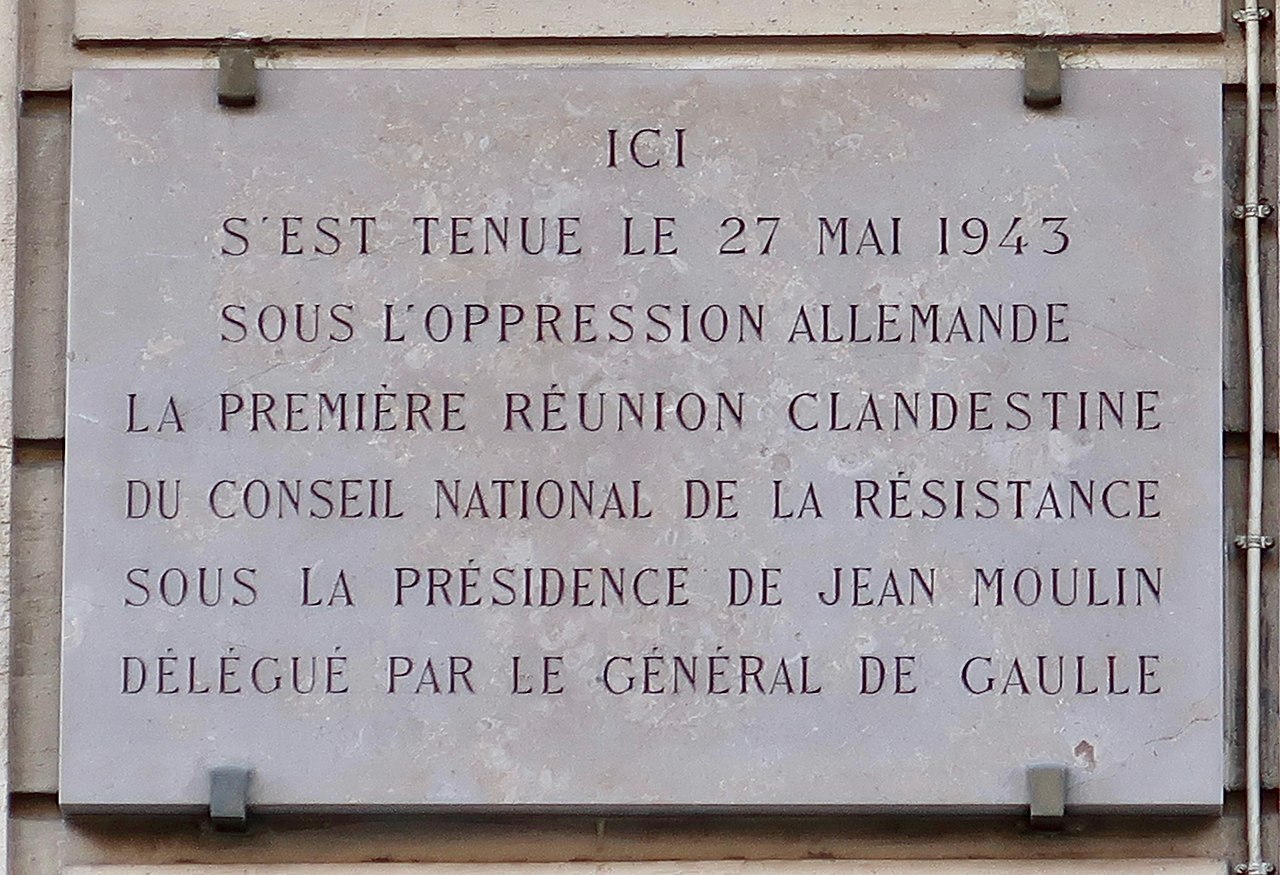 ICI
S'EST TENUE LE 27 MAI 1943
SOUS L'OPPRESSION ALLEMANDE
LA PREMIÈRE RÉUNION CLANDESTINE
DU CONSEIL NATIONAL DE LA RÉSISTANCE
SOUS LA PRÉSIDENCE DE JEAN MOULIN
DÉLÉGUÉ PAR LE GÉNÉRAL DE GAULLE